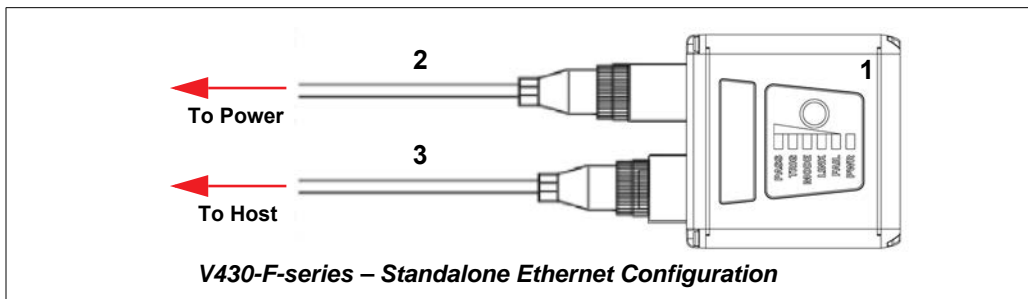 2
1
To Power
3
To Host
PASS
TRIG
MODE
LINK
FAIL
PWR
V430-F-series – Standalone Ethernet Configuration